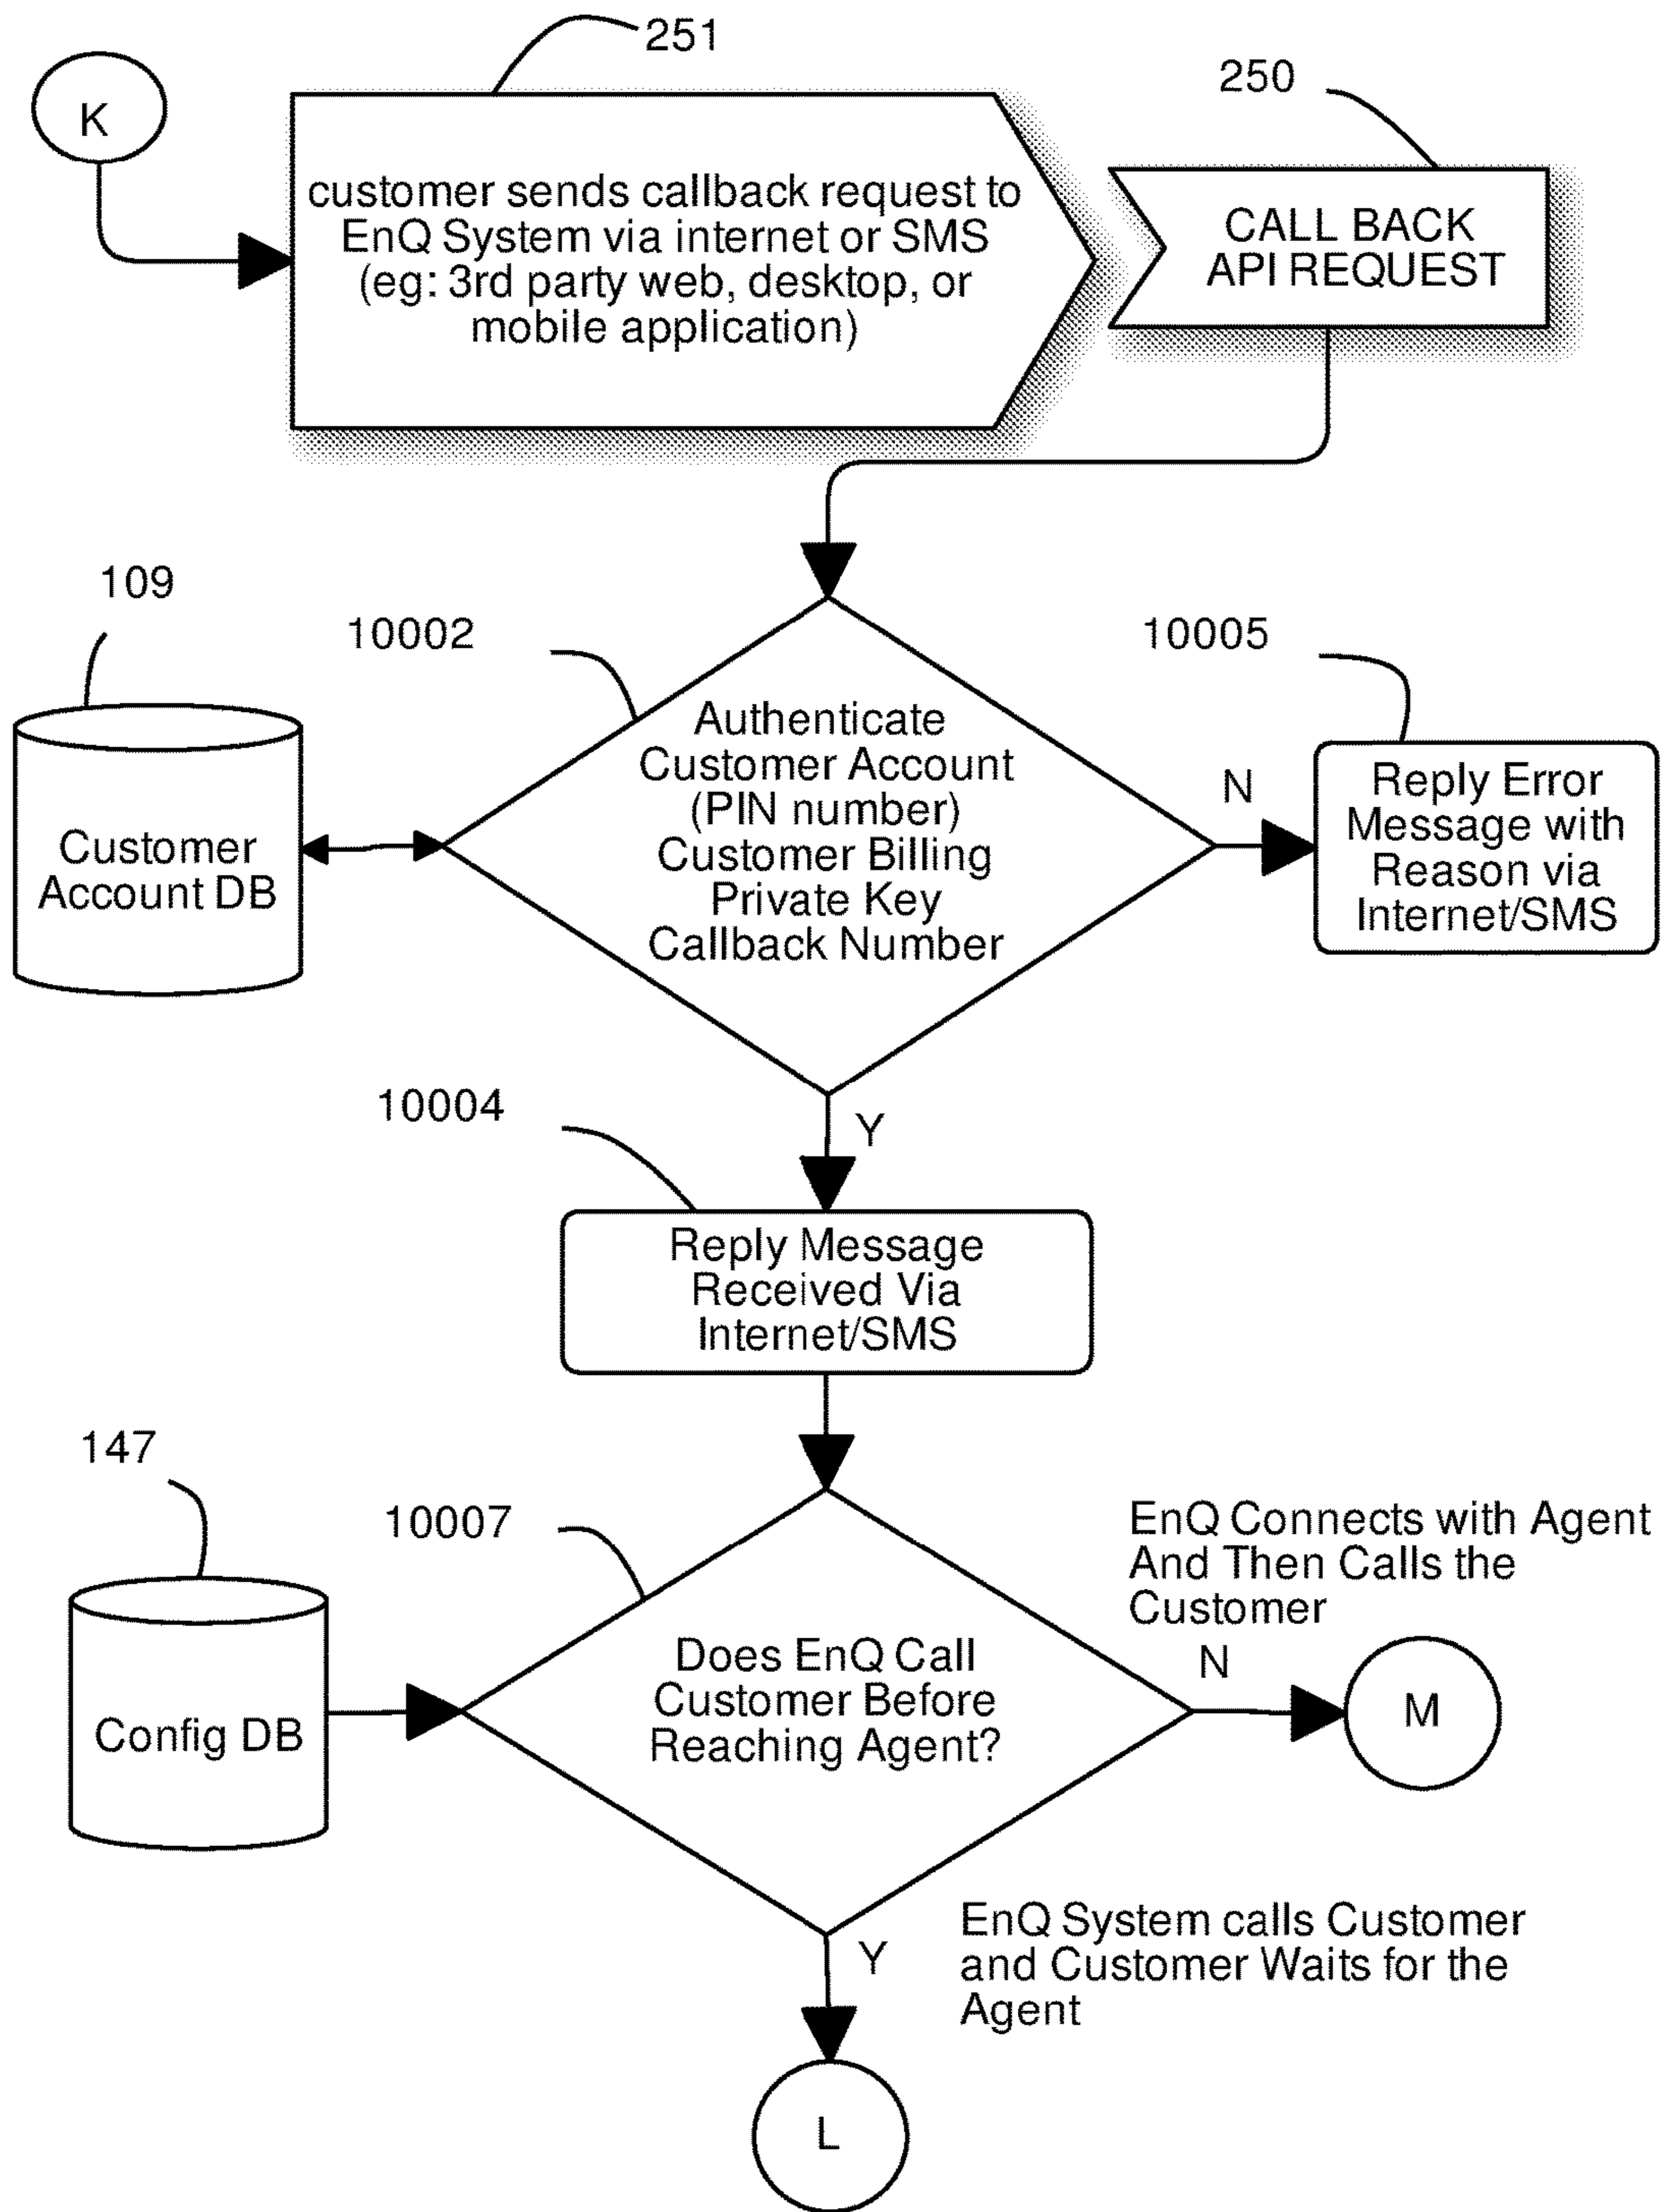 251
250
K
customer sends callback request to
EnQ System via internet or SMS
(eg: 3rd party web, desktop, or
mobile application)
CALL BACK
API REQUEST
109
10002
10005
Authenticate
Customer Account
(PIN number)
Customer Billing
Private Key
Callback Number
N
Reply Error
Message with
Reason via
Internet/SMS
Customer
Account DB
10004
Y
Reply Message
Received Via
Internet/SMS
147
10007
EnQ Connects with Agent
And Then Calls the
Customer
N
Does EnQ Call
Customer Before
Reaching Agent?
M
Config DB
Y
EnQ System calls Customer
and Customer Waits for the
Agent
L